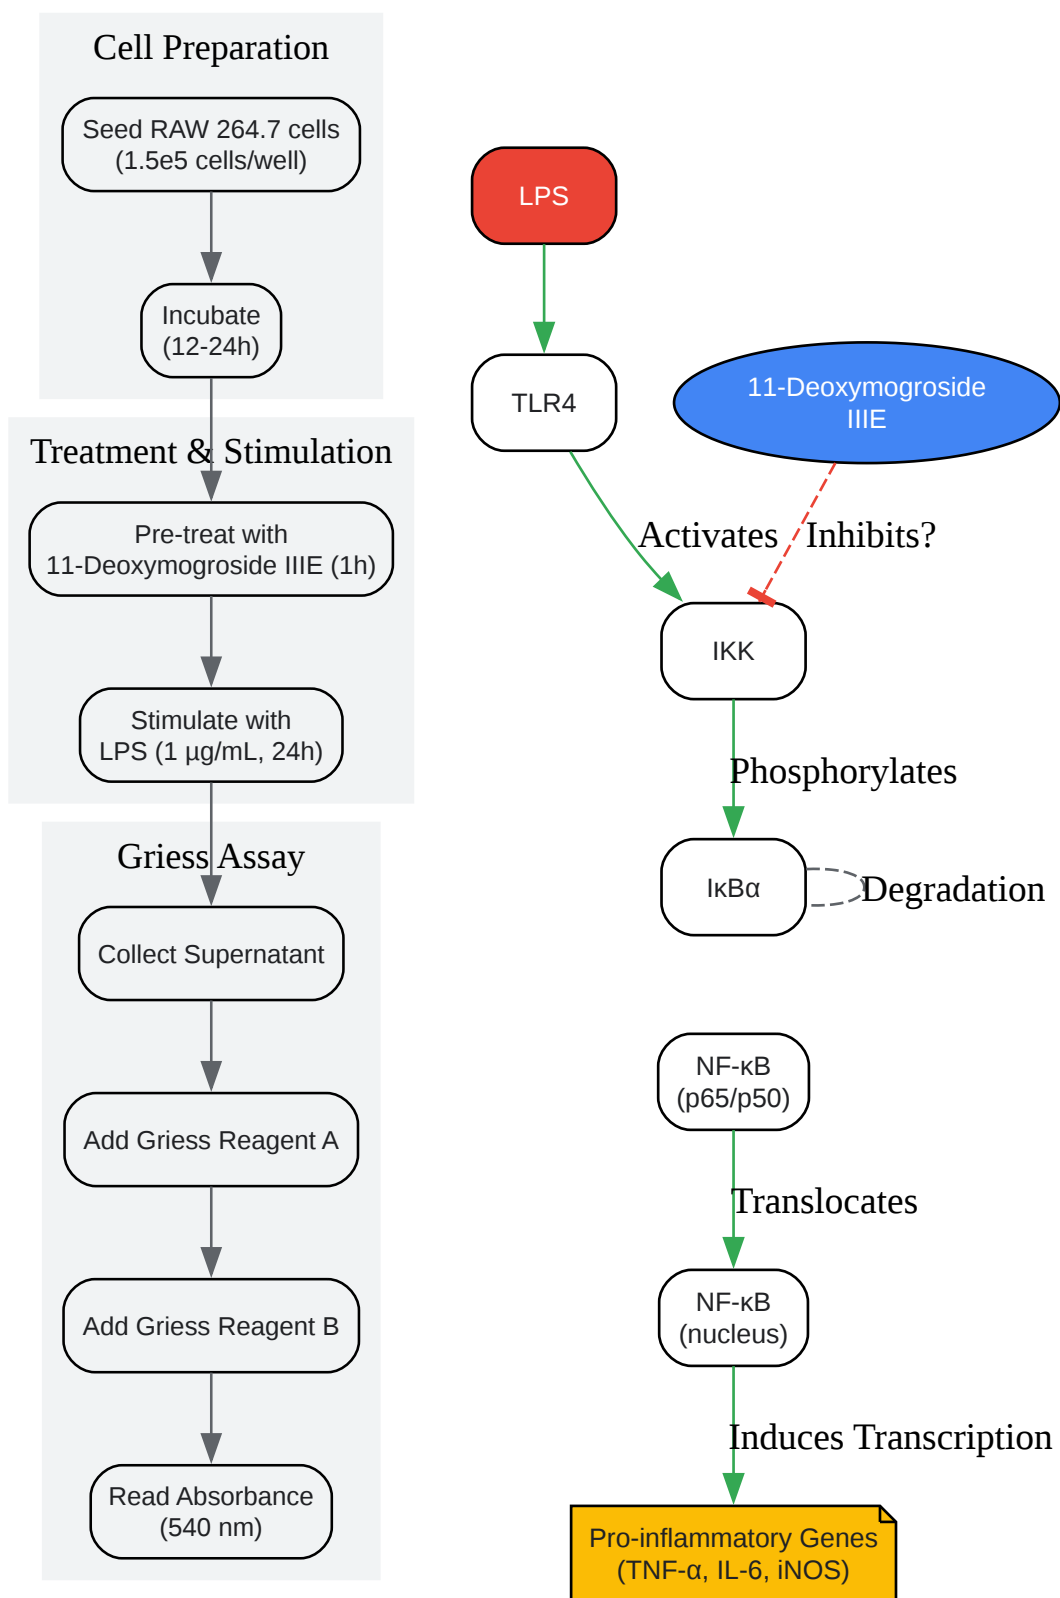 Cell Preparation
Seed RAW 264.7 cells
(1.5e5 cells/well)
Incubate
(12-24h)
Treatment & Stimulation
Pre-treat with
11-Deoxymogroside IIIE (1h)
Stimulate with
LPS (1 µg/mL, 24h)
Griess Assay
Collect Supernatant
Add Griess Reagent A
Add Griess Reagent B
Read Absorbance
(540 nm)
LPS
TLR4
11-Deoxymogroside
IIIE
Activates
Inhibits?
IKK
Phosphorylates
IκBα
Degradation
NF-κB
(p65/p50)
Translocates
NF-κB
(nucleus)
Induces Transcription
Pro-inflammatory Genes
(TNF-α, IL-6, iNOS)